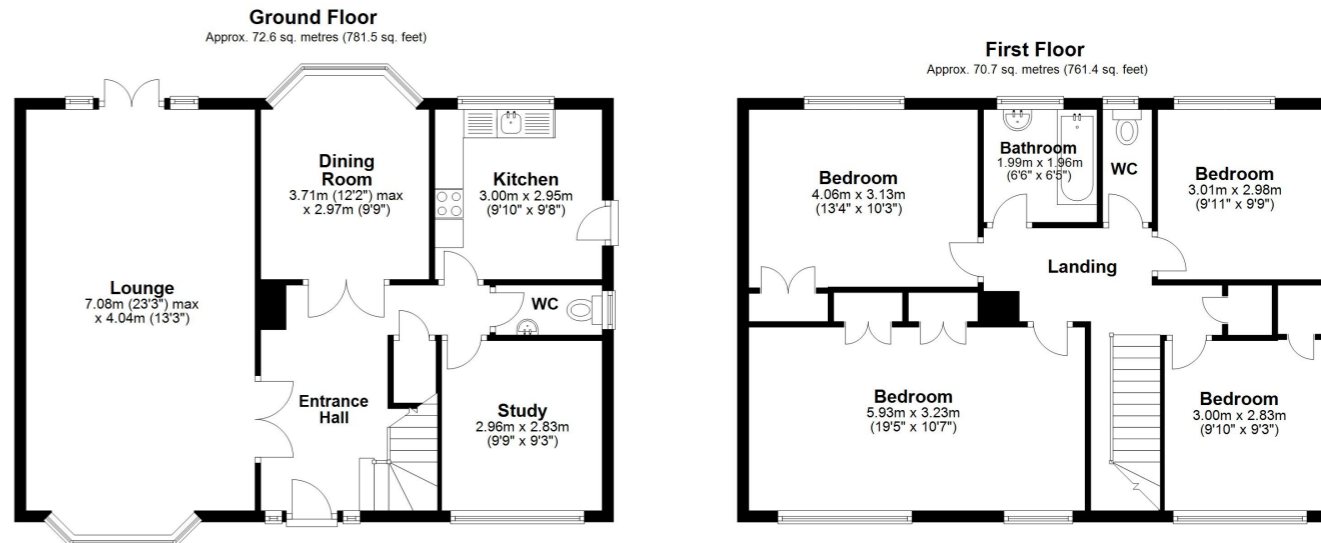 Ground Floor
Approx. 72.6 sq. metres (781.5 sq. feet)
Dining
Room
3.71m (12'2") max
x 2.97m (9'9")
Kitchen
3.00m x 2.95m
(9'10" x 9'8")
Lounge
7.08m (23'3") max
x 4.04m (13'3")
WC
Entrance
Hall
Study
2.96m x 2.83m
(9'9" x 9'3")
First Floor
Approx. 70.7 sq. metres (761.4 sq. feet)
Bedroom
4.06m x 3.13m
(13'4" x 10'3")
Bathroom
1.99m x 1.96m
(6'6" x 6'5")
WC
Bedroom
3.01m x 2.98m
(9'11" x 9'9")
Landing
Bedroom
5.93m x 3.23m
(19'5" x 10'7")
Bedroom
3.00m x 2.83m
(9'10" x 9'3")